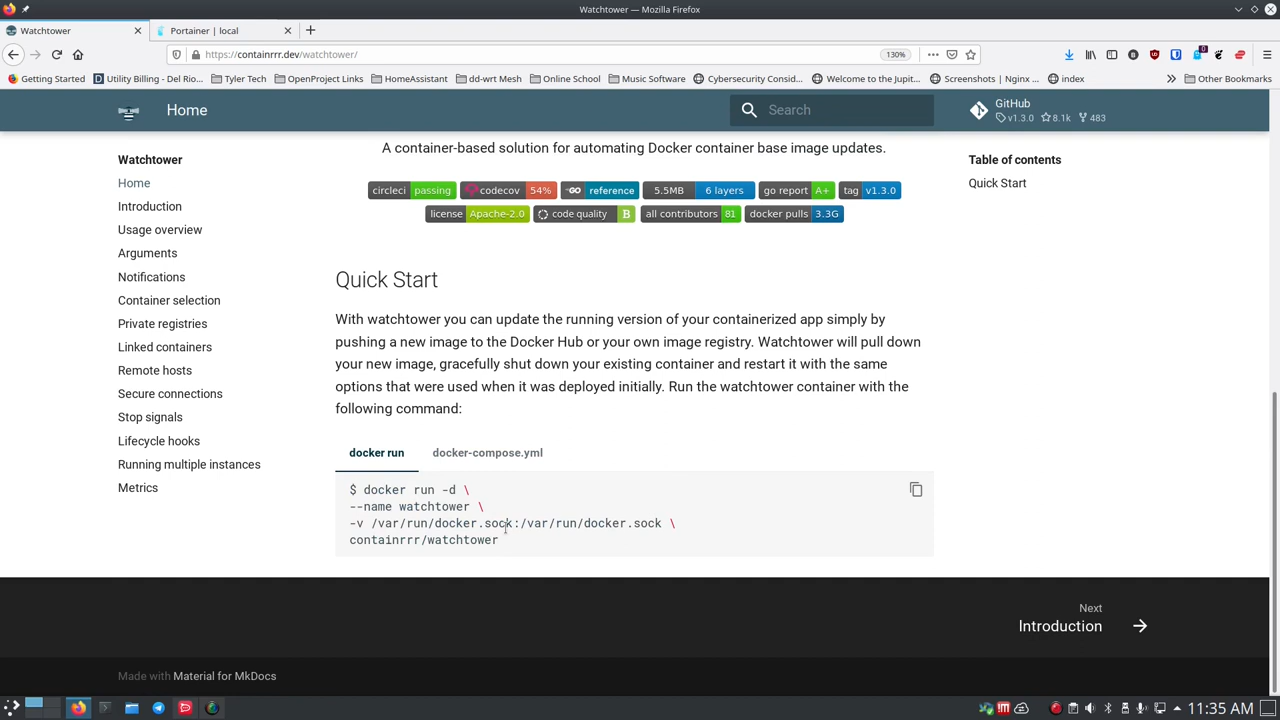 Watchtower — Mozilla Firefox
Watchtower
Portainer | local
https://containrrr.dev/watchtower/
130%
Getting Started
Utility Billing - Del Rio...
Tyler Tech
OpenProject Links
HomeAssistant
dd-wrt Mesh
Online School
Music Software
Cybersecurity Consid...
Welcome to the Jupit...
Screenshots | Nginx ...
index
Other Bookmarks
Home
Search
GitHub
v1.3.0 8.1k 483
Watchtower
Home
Introduction
Usage overview
Arguments
Notifications
Container selection
Private registries
Linked containers
Remote hosts
Secure connections
Stop signals
Lifecycle hooks
Running multiple instances
Metrics
A container-based solution for automating Docker container base image updates.
circleci passing codecov 54% reference 5.5MB 6 layers go report A+ tag v1.3.0
license Apache-2.0 code quality B all contributors 81 docker pulls 3.3G
Quick Start
With watchtower you can update the running version of your containerized app simply by
pushing a new image to the Docker Hub or your own image registry. Watchtower will pull down
your new image, gracefully shut down your existing container and restart it with the same
options that were used when it was deployed initially. Run the watchtower container with the
following command:
docker run docker-compose.yml
$ docker run -d \
--name watchtower \
-v /var/run/docker.sock:/var/run/docker.sock \
containrrr/watchtower
Table of contents
Quick Start
Next
Introduction
Made with Material for MkDocs
11:35 AM